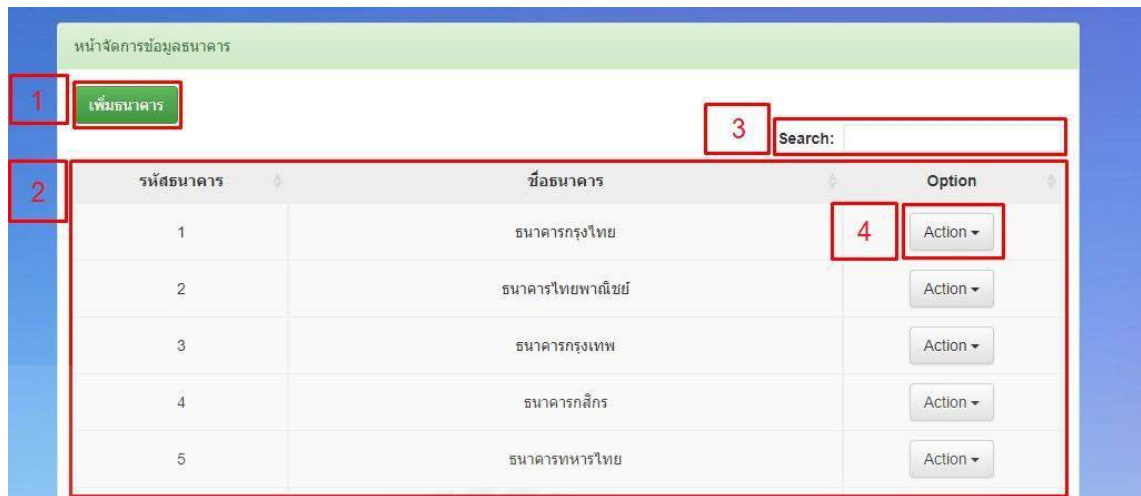 หน้าจัดการข้อมูลธนาคาร
1 เพิ่มธนาคาร
3 Search:
2 รหัสธนาคาร ชื่อธนาคาร Option
1 ธนาคารกรุงไทย 4 Action
2 ธนาคารไทยพาณิชย์ Action
3 ธนาคารกรุงเทพ Action
4 ธนาคารกสิกร Action
5 ธนาคารทหารไทย Action